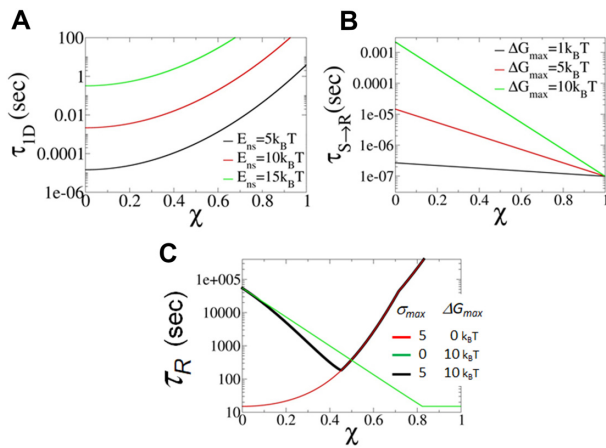 A
B
τ1D (sec)
100
1
0.01
0.0001
1e-06
Ens=5kBT
Ens=10kBT
Ens=15kBT
0 0.2 0.4 0.6 0.8 1
χ
τS→R (sec)
0.001
0.0001
1e-05
1e-06
1e-07
ΔGmax=1kBT
ΔGmax=5kBT
ΔGmax=10kBT
0 0.2 0.4 0.6 0.8 1
χ
C
τR (sec)
1e+005
10000
1000
100
10
σmax ΔGmax
5 0 kBT
0 10 kBT
5 10 kBT
0 0.2 0.4 0.6 0.8 1
χ